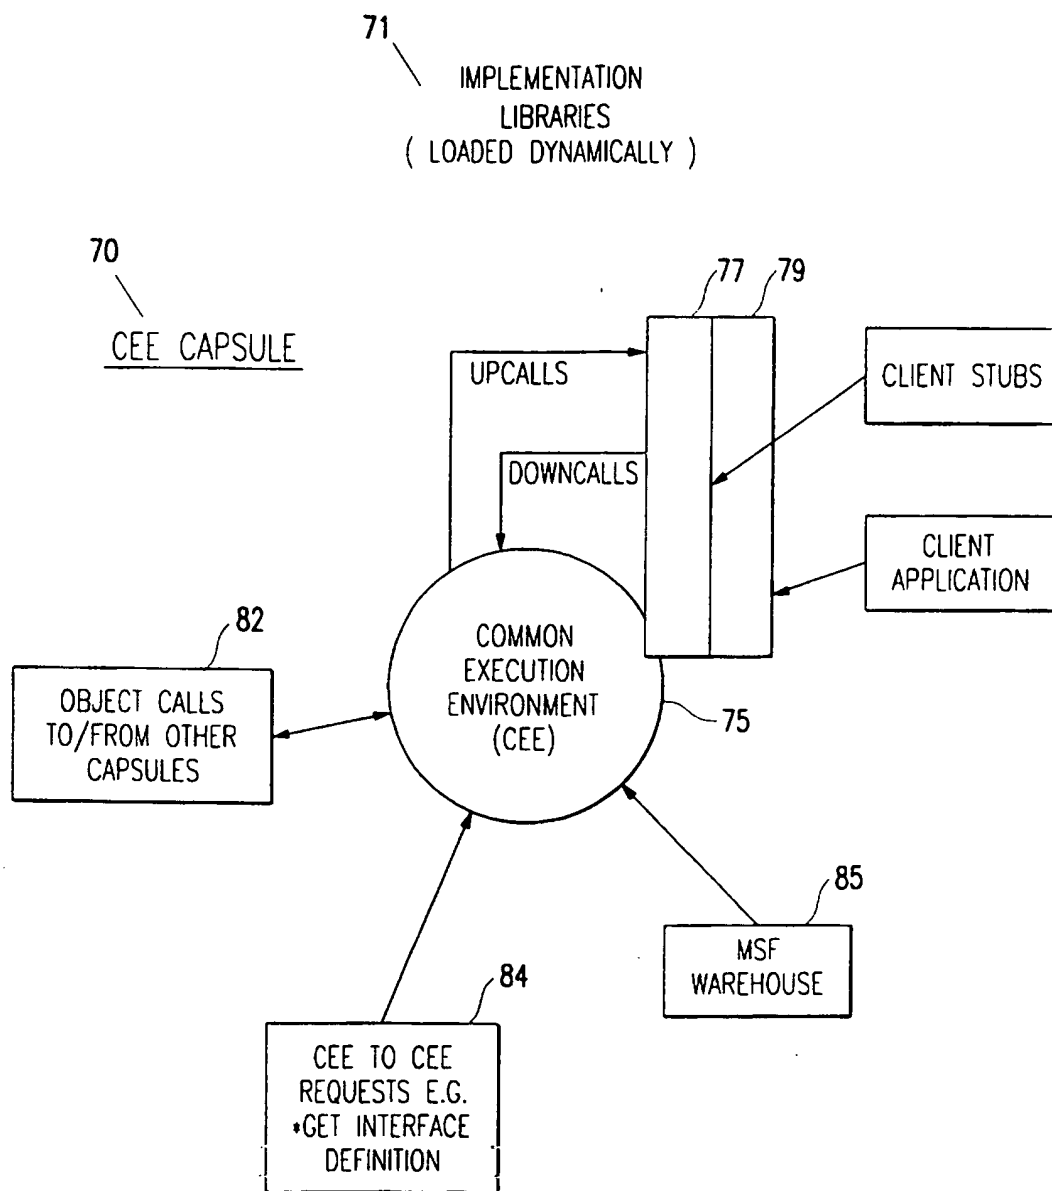 71
IMPLEMENTATION
LIBRARIES
( LOADED DYNAMICALLY )
70
CEE CAPSULE
77
79
UPCALLS
CLIENT STUBS
DOWNCALLS
CLIENT
APPLICATION
82
OBJECT CALLS
TO/FROM OTHER
CAPSULES
COMMON
EXECUTION
ENVIRONMENT
(CEE)
75
85
MSF
WAREHOUSE
84
CEE TO CEE
REQUESTS E.G.
*GET INTERFACE
DEFINITION